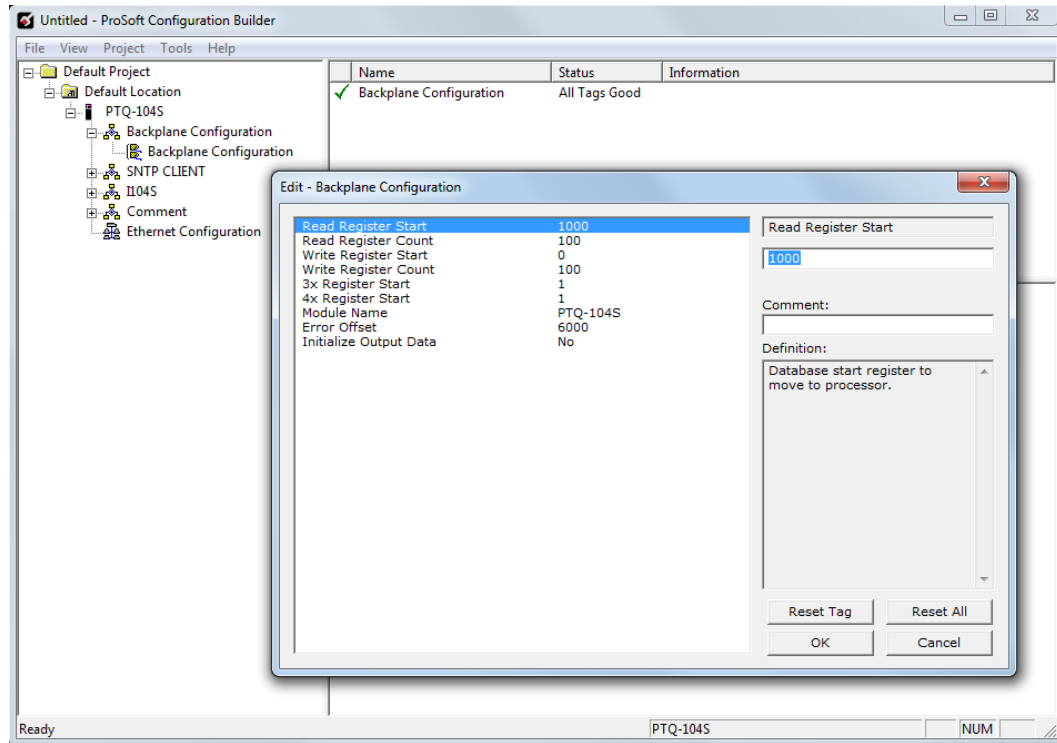 Untitled - ProSoft Configuration Builder
File View Project Tools Help
Default Project
Default Location
PTQ-104S
Backplane Configuration
Backplane Configuration
SNTP CLIENT
I104S
Comment
Ethernet Configuration
Name Status Information
Backplane Configuration All Tags Good
Edit - Backplane Configuration
Read Register Start 1000
Read Register Count 100
Write Register Start 0
Write Register Count 100
3x Register Start 1
4x Register Start 1
Module Name PTQ-104S
Error Offset 6000
Initialize Output Data No
Read Register Start
1000
Comment:
Definition:
Database start register to
move to processor.
Reset Tag Reset All
OK Cancel
Ready PTQ-104S NUM